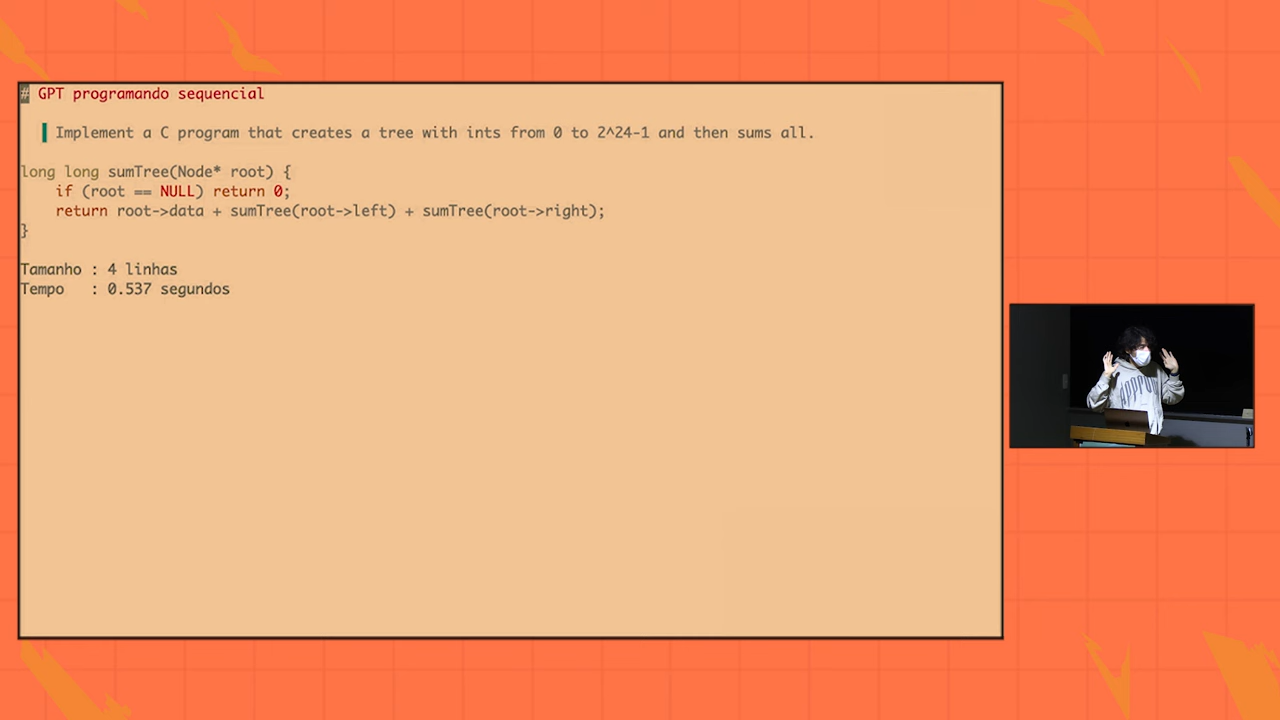 # GPT programando sequencial
Implement a C program that creates a tree with ints from 0 to 2^24-1 and then sums all.
long long sumTree(Node* root) {
    if (root == NULL) return 0;
    return root->data + sumTree(root->left) + sumTree(root->right);
}
Tamanho : 4 linhas
Tempo   : 0.537 segundos